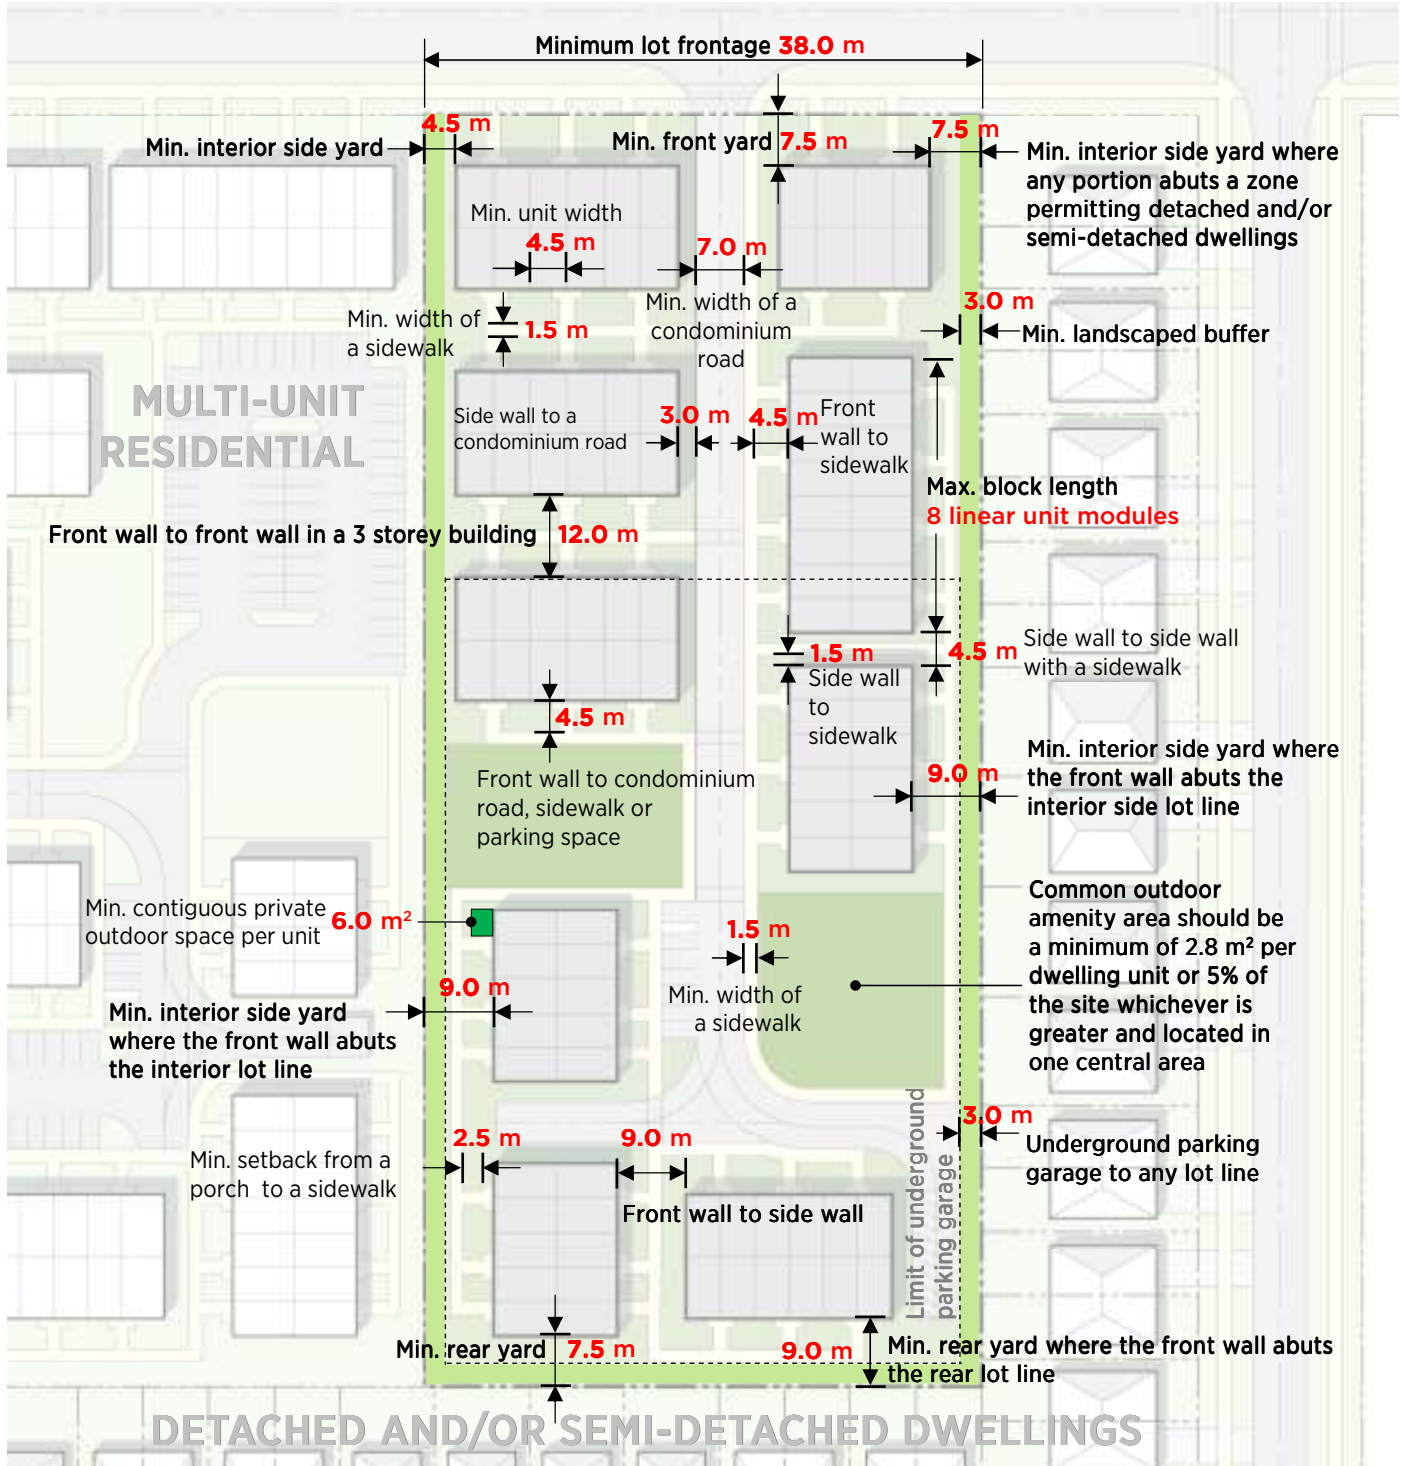 Minimum lot frontage 38.0 m
4.5 m
Min. interior side yard
Min. front yard 7.5 m
7.5 m
Min. interior side yard where
any portion abuts a zone
permitting detached and/or
semi-detached dwellings
Min. unit width
4.5 m
7.0 m
Min. width of a
condominium
road
3.0 m
Min. landscaped buffer
Min. width of
a sidewalk
1.5 m
MULTI-UNIT
RESIDENTIAL
Side wall to a
condominium road
3.0 m
4.5 m
Front
wall to
sidewalk
Max. block length
8 linear unit modules
Front wall to front wall in a 3 storey building 12.0 m
1.5 m
Side wall
to
sidewalk
4.5 m
Side wall to side wall
with a sidewalk
4.5 m
Front wall to condominium
road, sidewalk or
parking space
9.0 m
Min. interior side yard where
the front wall abuts the
interior side lot line
Min. contiguous private
outdoor space per unit
6.0 m²
1.5 m
Min. width of
a sidewalk
Common outdoor
amenity area should be
a minimum of 2.8 m² per
dwelling unit or 5% of
the site whichever is
greater and located in
one central area
9.0 m
Min. interior side yard
where the front wall abuts
the interior lot line
3.0 m
Underground parking
garage to any lot line
Limit of underground
parking garage
2.5 m
Min. setback from a
porch to a sidewalk
9.0 m
Front wall to side wall
Min. rear yard 7.5 m
9.0 m
Min. rear yard where the front wall abuts
the rear lot line
DETACHED AND/OR SEMI-DETACHED DWELLINGS